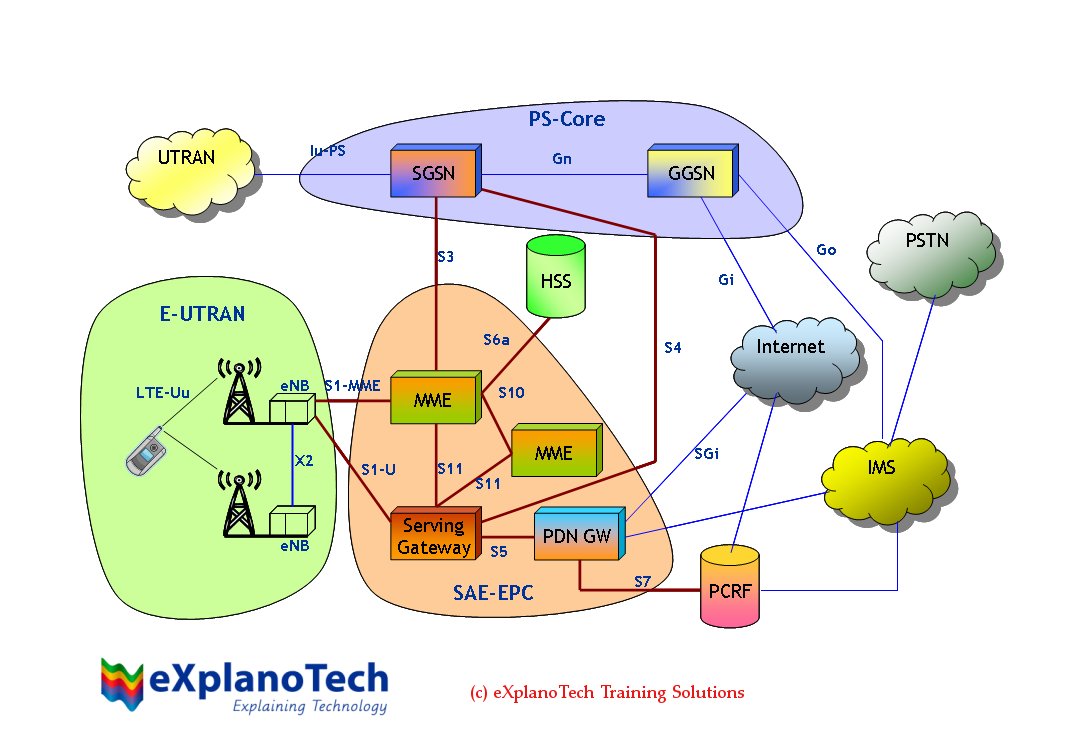 PS-Core
UTRAN
Iu-PS
SGSN
Gn
GGSN
PSTN
Go
S3
HSS
Gi
E-UTRAN
S6a
S4
Internet
LTE-Uu
eNB
S1-MME
MME
S10
X2
S1-U
S11
S11
MME
SGi
IMS
eNB
Serving
Gateway
S5
PDN GW
SAE-EPC
S7
PCRF
eXplanoTech
Explaining Technology
(c) eXplanoTech Training Solutions